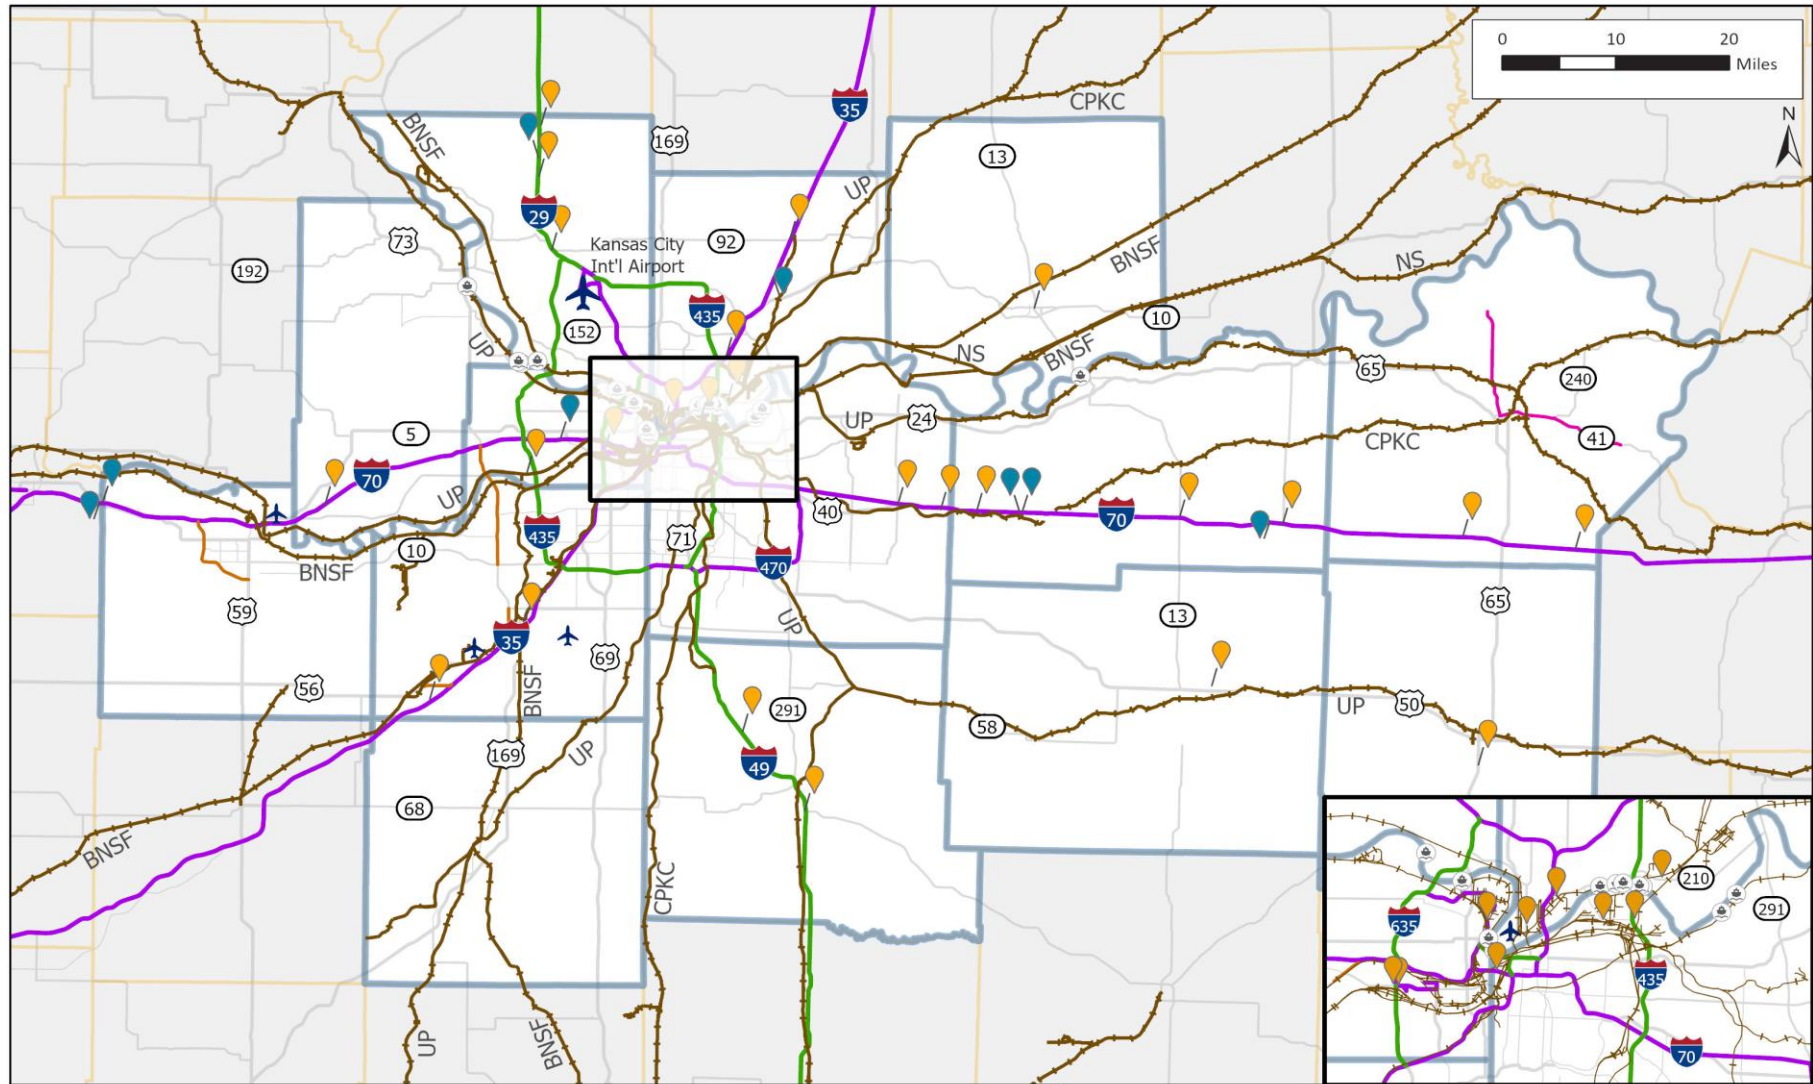 0 10 20
Miles
N
CPKC
35
BNSF
169
13
UP
29
73
Kansas City
Int'l Airport
92
192
BNSF
NS
435
152
10
UP
NS
BNSF
65
240
UP
24
5
CPKC
41
70
UP
40
70
435
71
10
BNSF
470
59
13
65
UP
35
69
56
BNSF
291
50
58
UP
169
UP
49
68
BNSF
CPKC
210
291
635
435
UP
BNSF
70